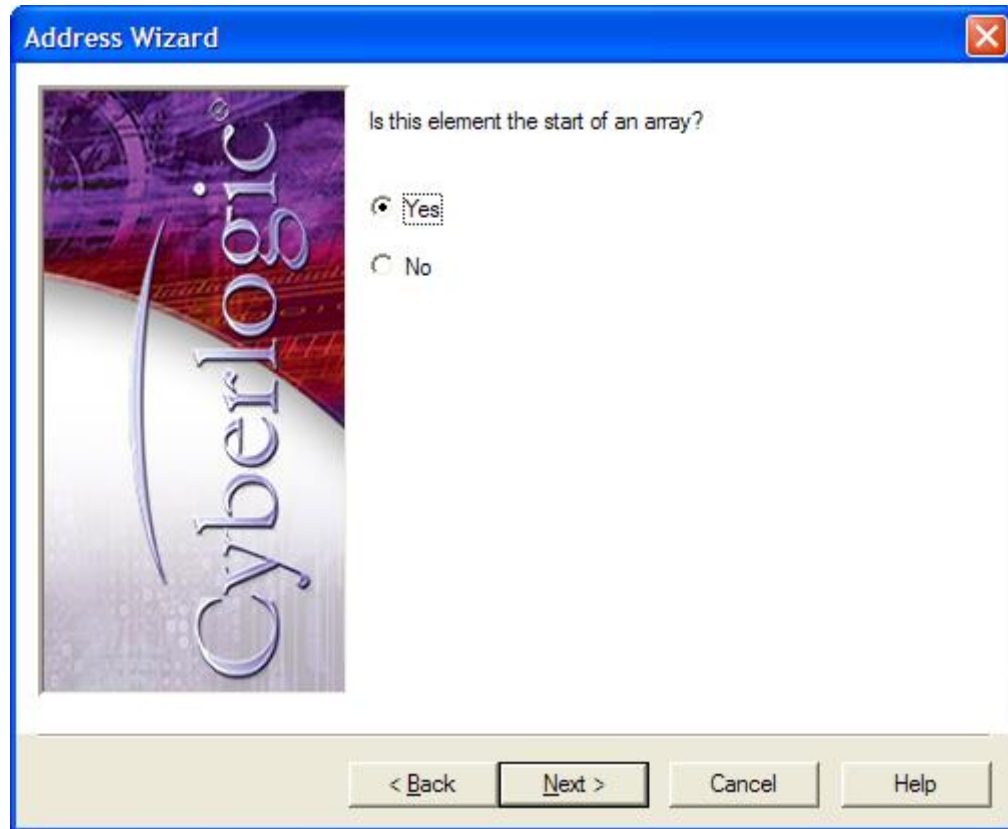 Address Wizard
Cyberlogic®
Is this element the start of an array?
Yes
No
< Back
Next >
Cancel
Help